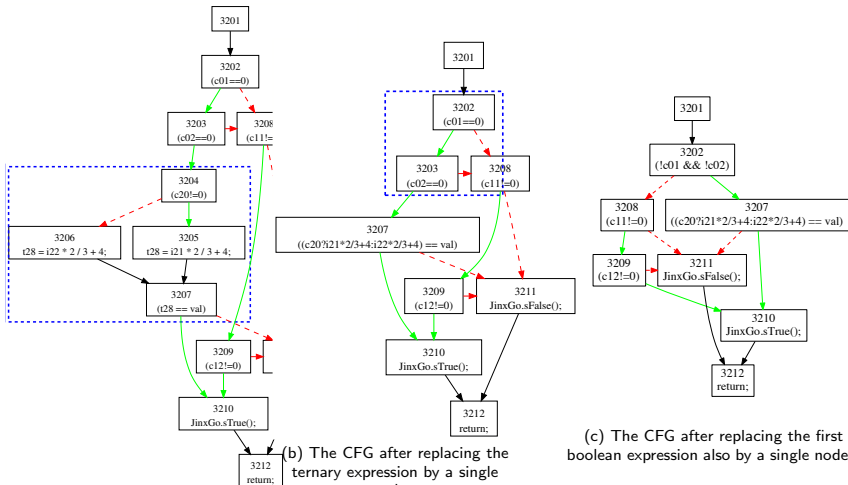 3201
3202
(c01==0)
3203
(c02==0)
3208
(c11!=
3204
(c20!=0)
3206
t28 = i22 * 2 / 3 + 4;
3205
t28 = i21 * 2 / 3 + 4;
3207
(t28 == val)
3209
(c12!=0)
3210
JinxGo.sTrue();
3212
return;
3201
3202
(c01==0)
3203
(c02==0)
3208
(c11!=0)
3207
((c20?i21*2/3+4:i22*2/3+4) == val)
3209
(c12!=0)
3211
JinxGo.sFalse();
3210
JinxGo.sTrue();
3212
return;
(b) The CFG after replacing the
ternary expression by a single
3201
3202
(!c01 && !c02)
3208
(c11!=0)
3207
((c20?i21*2/3+4:i22*2/3+4) == val)
3209
(c12!=0)
3211
JinxGo.sFalse();
3210
JinxGo.sTrue();
3212
return;
(c) The CFG after replacing the first
boolean expression also by a single node